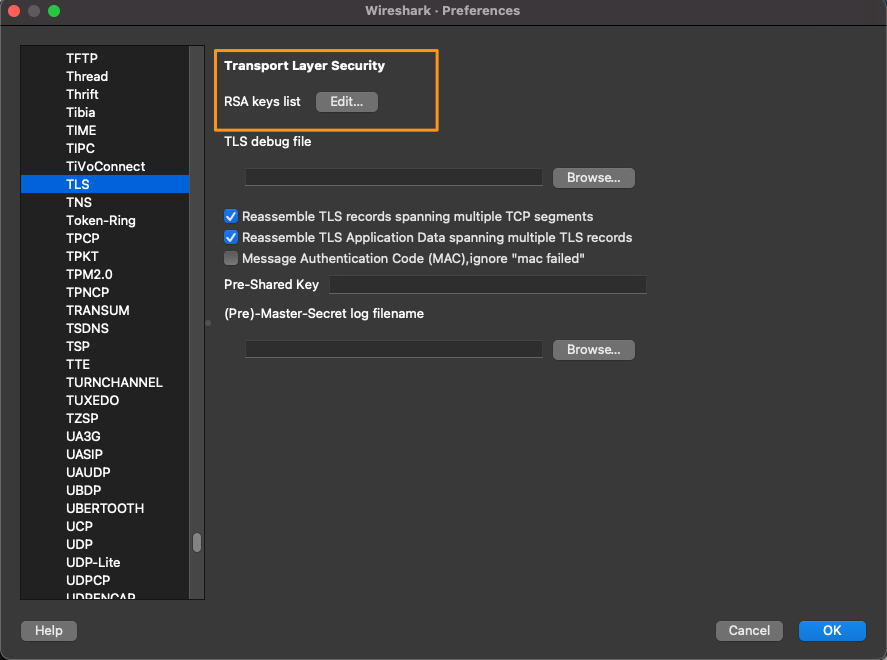 Wireshark · Preferences
TFTP
Thread
Thrift
Tibia
TIME
TIPC
TiVoConnect
TLS
TNS
Token-Ring
TPCP
TPKT
TPM2.0
TPNCP
TRANSUM
TSDNS
TSP
TTE
TURNCHANNEL
TUXEDO
TZSP
UA3G
UASIP
UAUDP
UBDP
UBERTOOTH
UCP
UDP
UDP-Lite
UDPCP
UDPENCAP
Transport Layer Security
RSA keys list Edit...
TLS debug file
Browse...
Reassemble TLS records spanning multiple TCP segments
Reassemble TLS Application Data spanning multiple TLS records
Message Authentication Code (MAC),ignore "mac failed"
Pre-Shared Key
(Pre)-Master-Secret log filename
Browse...
Help Cancel OK